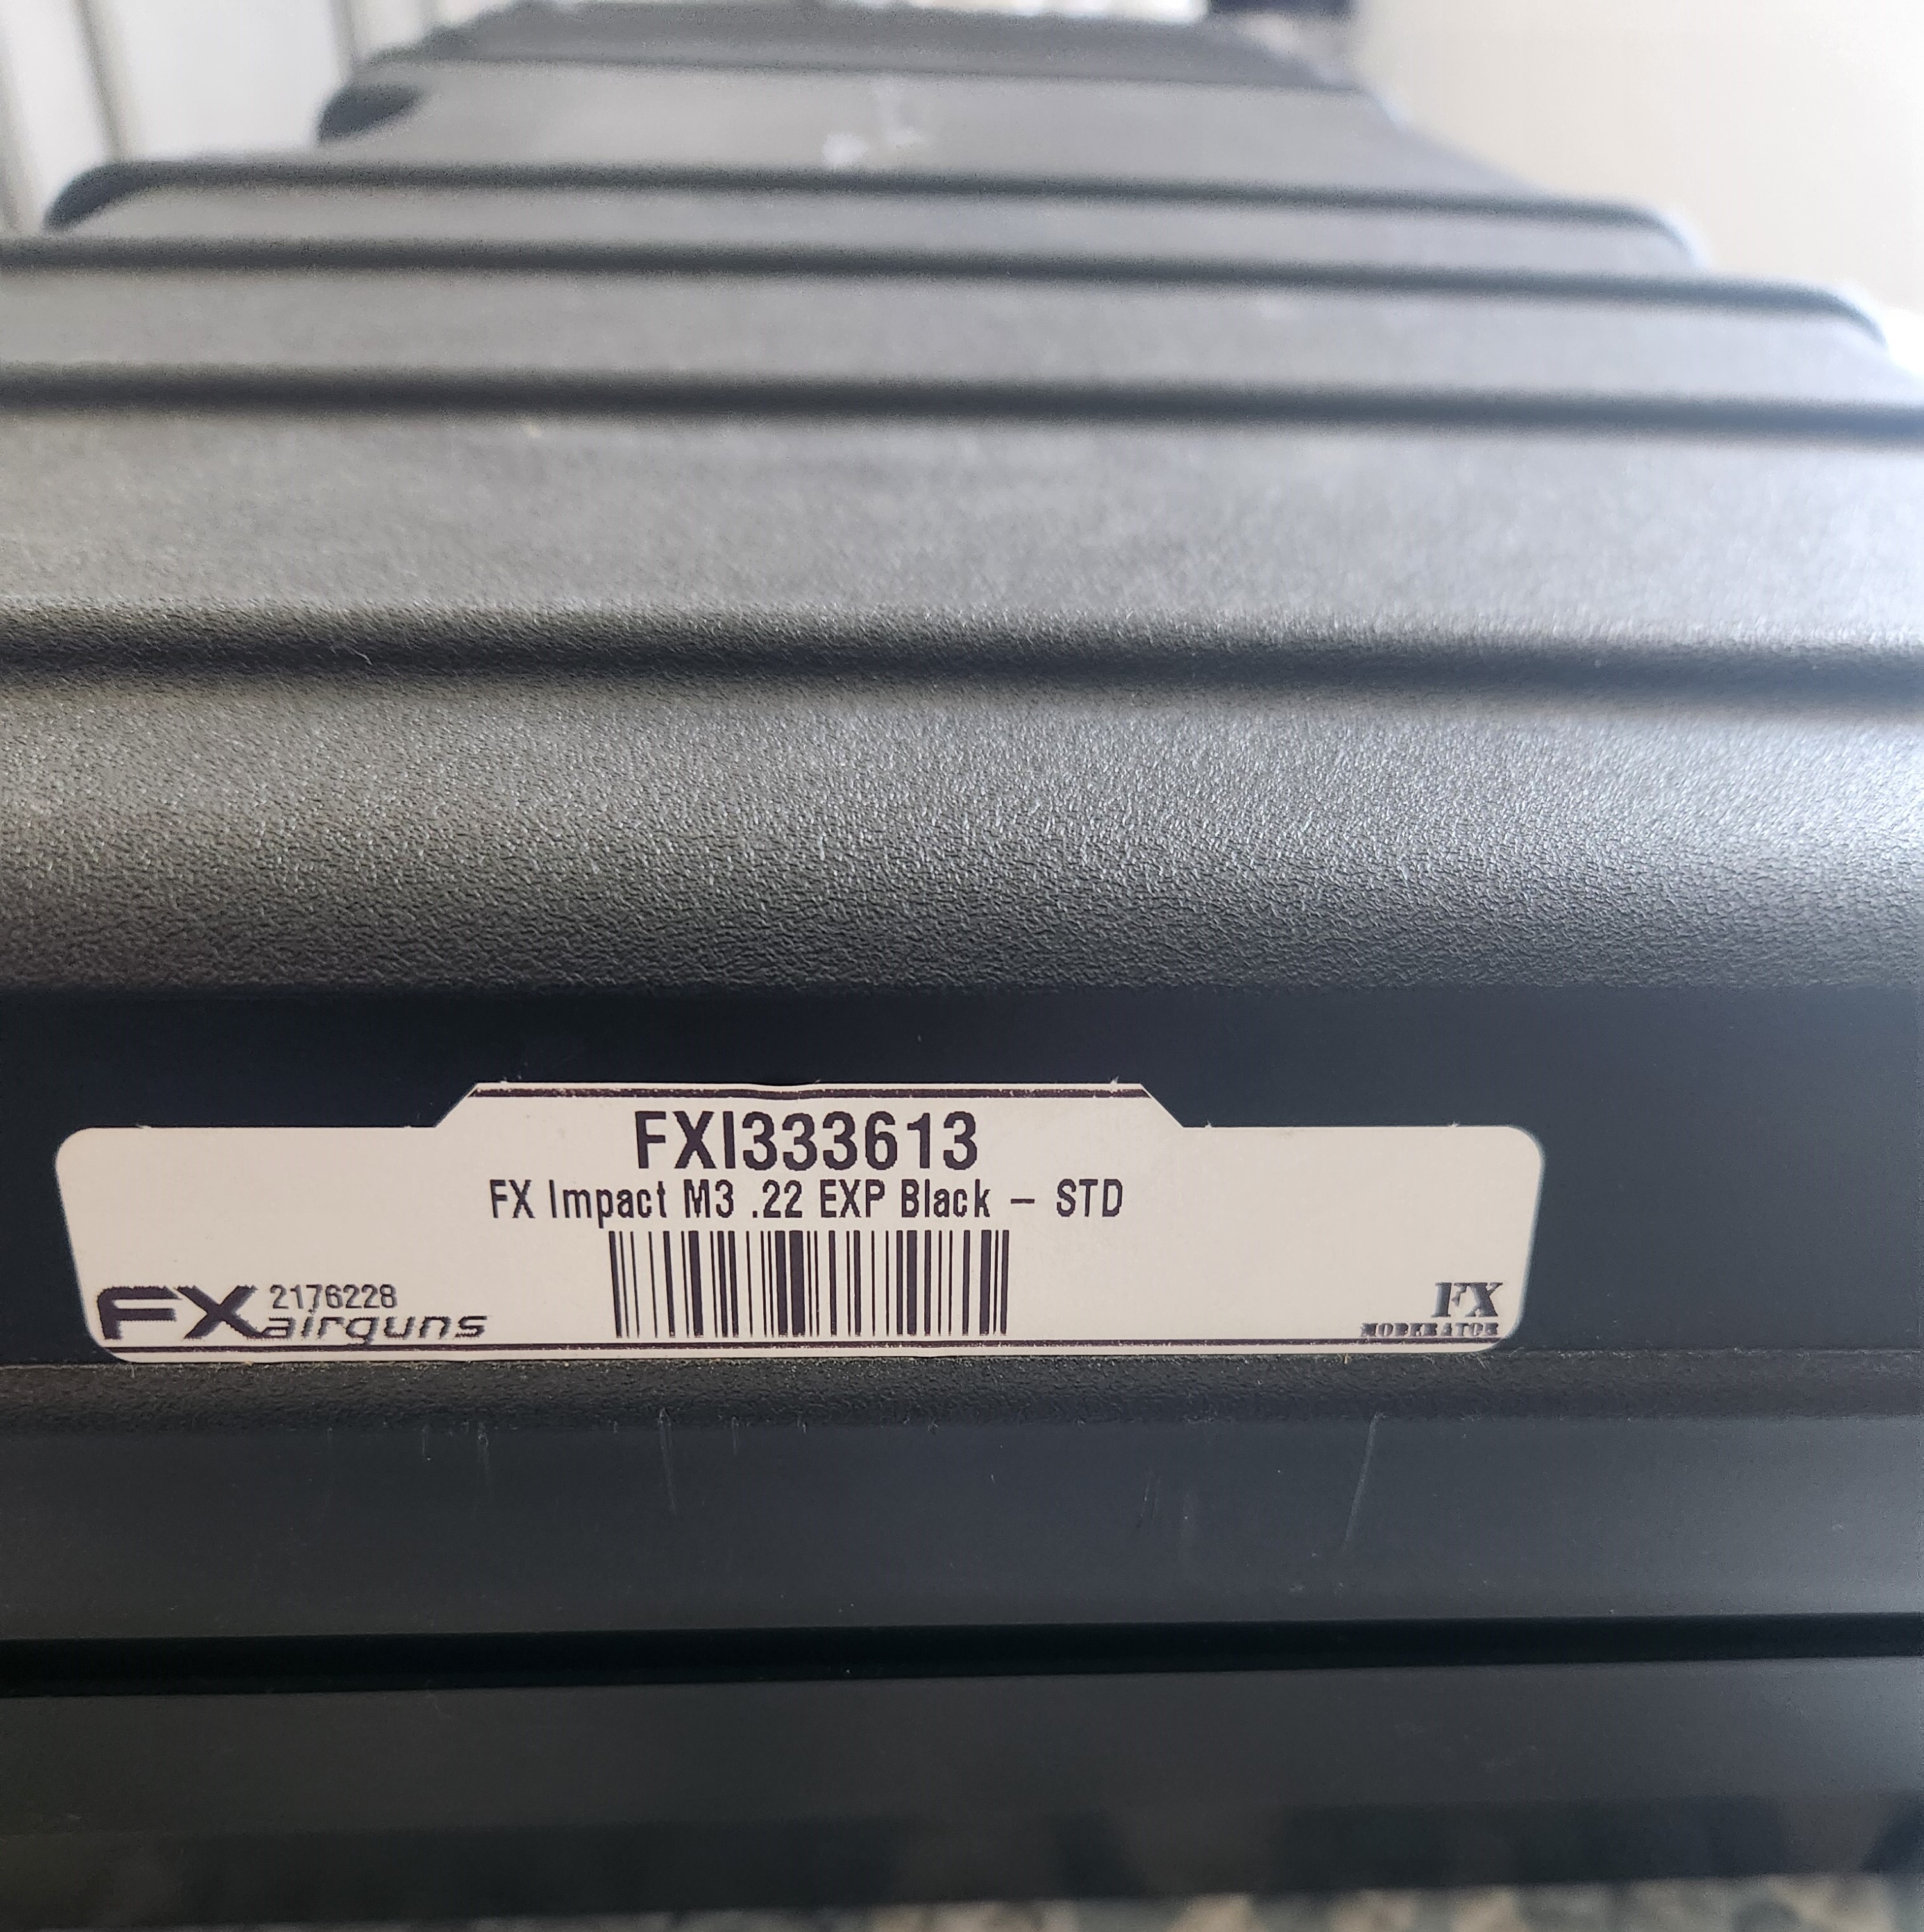 FXI333613
FX Impact M3 .22 EXP Black – STD
FX 2176228
airguns
FX
MODERATOR